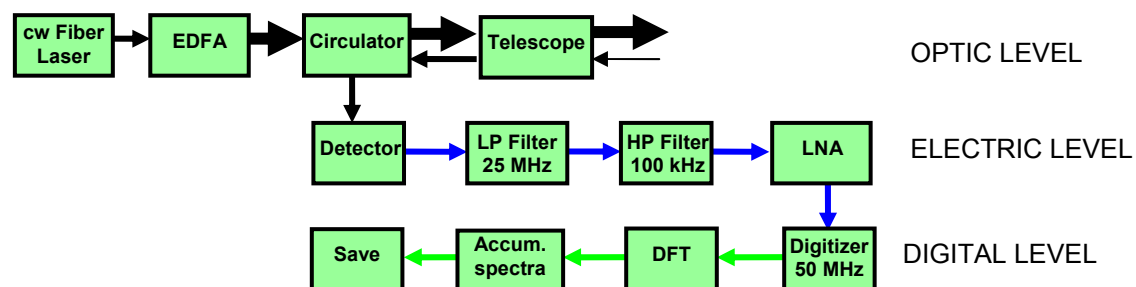 cw Fiber
Laser
EDFA
Circulator
Telescope
OPTIC LEVEL
Detector
LP Filter
25 MHz
HP Filter
100 kHz
LNA
ELECTRIC LEVEL
Save
Accum.
spectra
DFT
Digitizer
50 MHz
DIGITAL LEVEL